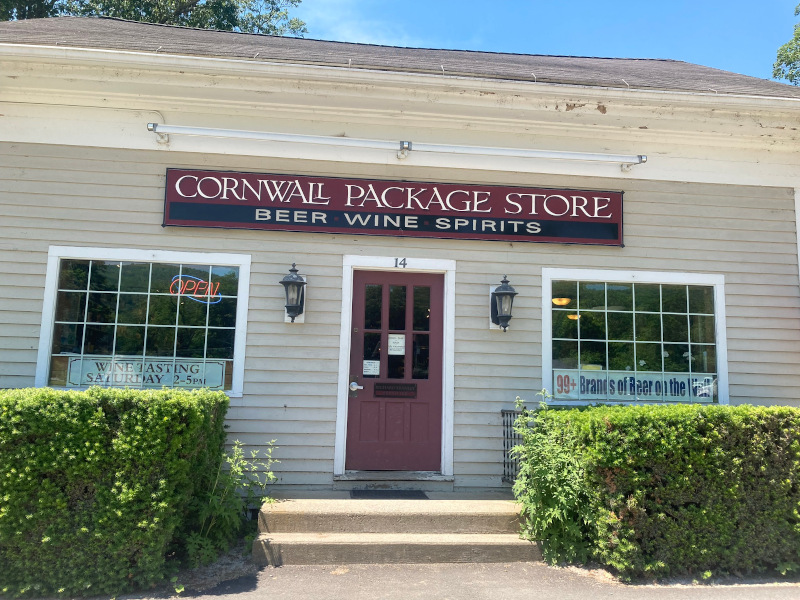 CORNWALL PACKAGE STORE
BEER · WINE · SPIRITS
14
OPEN
WINE TASTING
SATURDAY 2-5PM
99+ Brands of Beer on the Wall